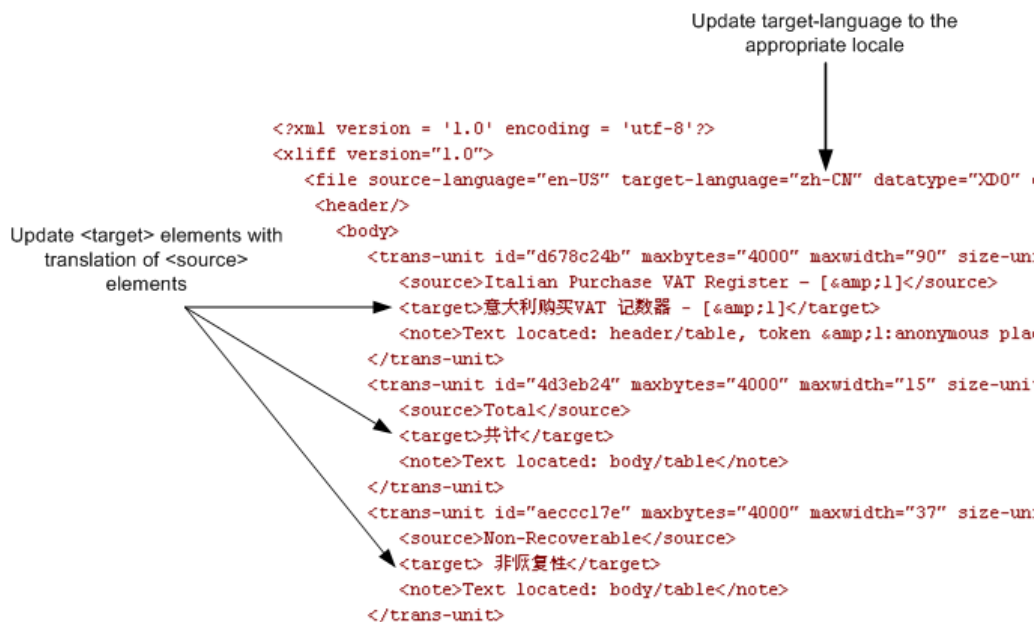 Update target-language to the
appropriate locale
<?xml version = '1.0' encoding = 'utf-8'?>
<xliff version="1.0">
<file source-language="en-US" target-language="zh-CN" datatype="XDO"
<header/>
<body>
Update <target> elements with
translation of <source>
elements
<trans-unit id="d678c24b" maxbytes="4000" maxwidth="90" size-uni
<source>Italian Purchase VAT Register - [&amp;l]</source>
<target>意大利购买VAT 记数器 - [&amp;l]</target>
<note>Text located: header/table, token &amp;l:anonymous plac
</trans-unit>
<trans-unit id="4d3eb24" maxbytes="4000" maxwidth="15" size-unit
<source>Total</source>
<target>共计</target>
<note>Text located: body/table</note>
</trans-unit>
<trans-unit id="aeccc17e" maxbytes="4000" maxwidth="37" size-uni
<source>Non-Recoverable</source>
<target> 非恢复性</target>
<note>Text located: body/table</note>
</trans-unit>